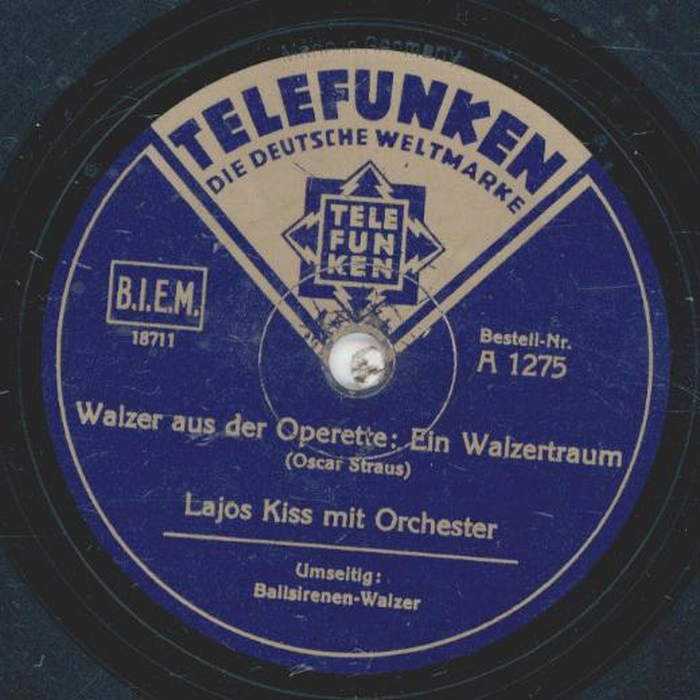 Made in Germany
TELEFUNKEN
DIE DEUTSCHE WELTMARKE
TELE
FUN
KEN
B.I.E.M.
18711
Bestell-Nr.
A 1275
Walzer aus der Operette: Ein Walzertraum
(Oscar Straus)
Lajos Kiss mit Orchester
Umseitig:
Ballsirenen-Walzer